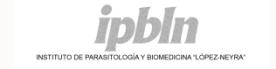 ipbln
INSTITUTO DE PARASITOLOGÍA Y BIOMEDICINA "LÓPEZ-NEYRA"